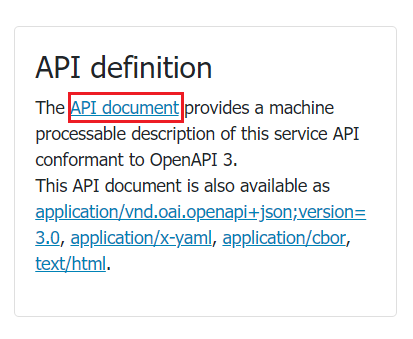 API definition
The API document provides a machine
processable description of this service API
conformant to OpenAPI 3.
This API document is also available as
application/vnd.oai.openapi+json;version=
3.0, application/x-yaml, application/cbor,
text/html.